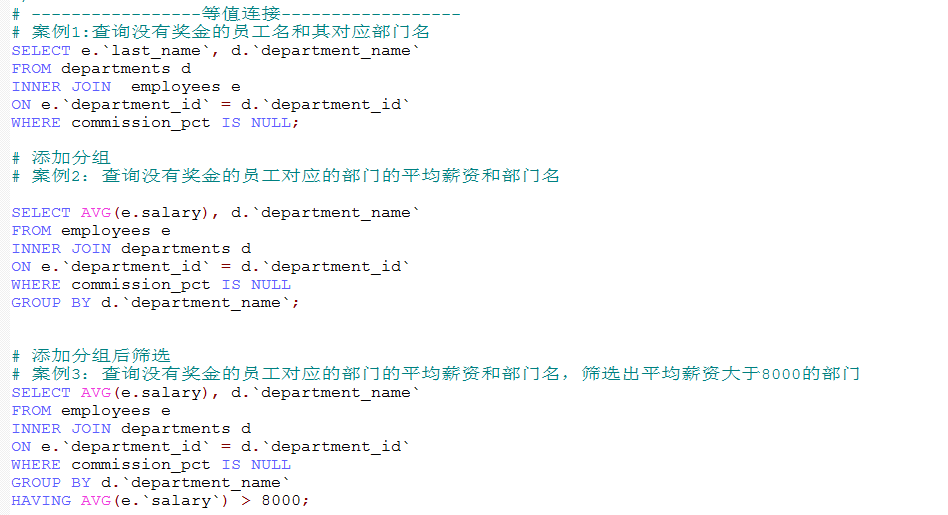 # -----------------等值连接------------------
# 案例1:查询没有奖金的员工名和其对应部门名
SELECT e.`last_name`, d.`department_name`
FROM departments d
INNER JOIN  employees e
ON e.`department_id` = d.`department_id`
WHERE commission_pct IS NULL;
# 添加分组
# 案例2：查询没有奖金的员工对应的部门的平均薪资和部门名
SELECT AVG(e.salary), d.`department_name`
FROM employees e
INNER JOIN departments d
ON e.`department_id` = d.`department_id`
WHERE commission_pct IS NULL
GROUP BY d.`department_name`;
# 添加分组后筛选
# 案例3：查询没有奖金的员工对应的部门的平均薪资和部门名，筛选出平均薪资大于8000的部门
SELECT AVG(e.salary), d.`department_name`
FROM employees e
INNER JOIN departments d
ON e.`department_id` = d.`department_id`
WHERE commission_pct IS NULL
GROUP BY d.`department_name`
HAVING AVG(e.`salary`) > 8000;